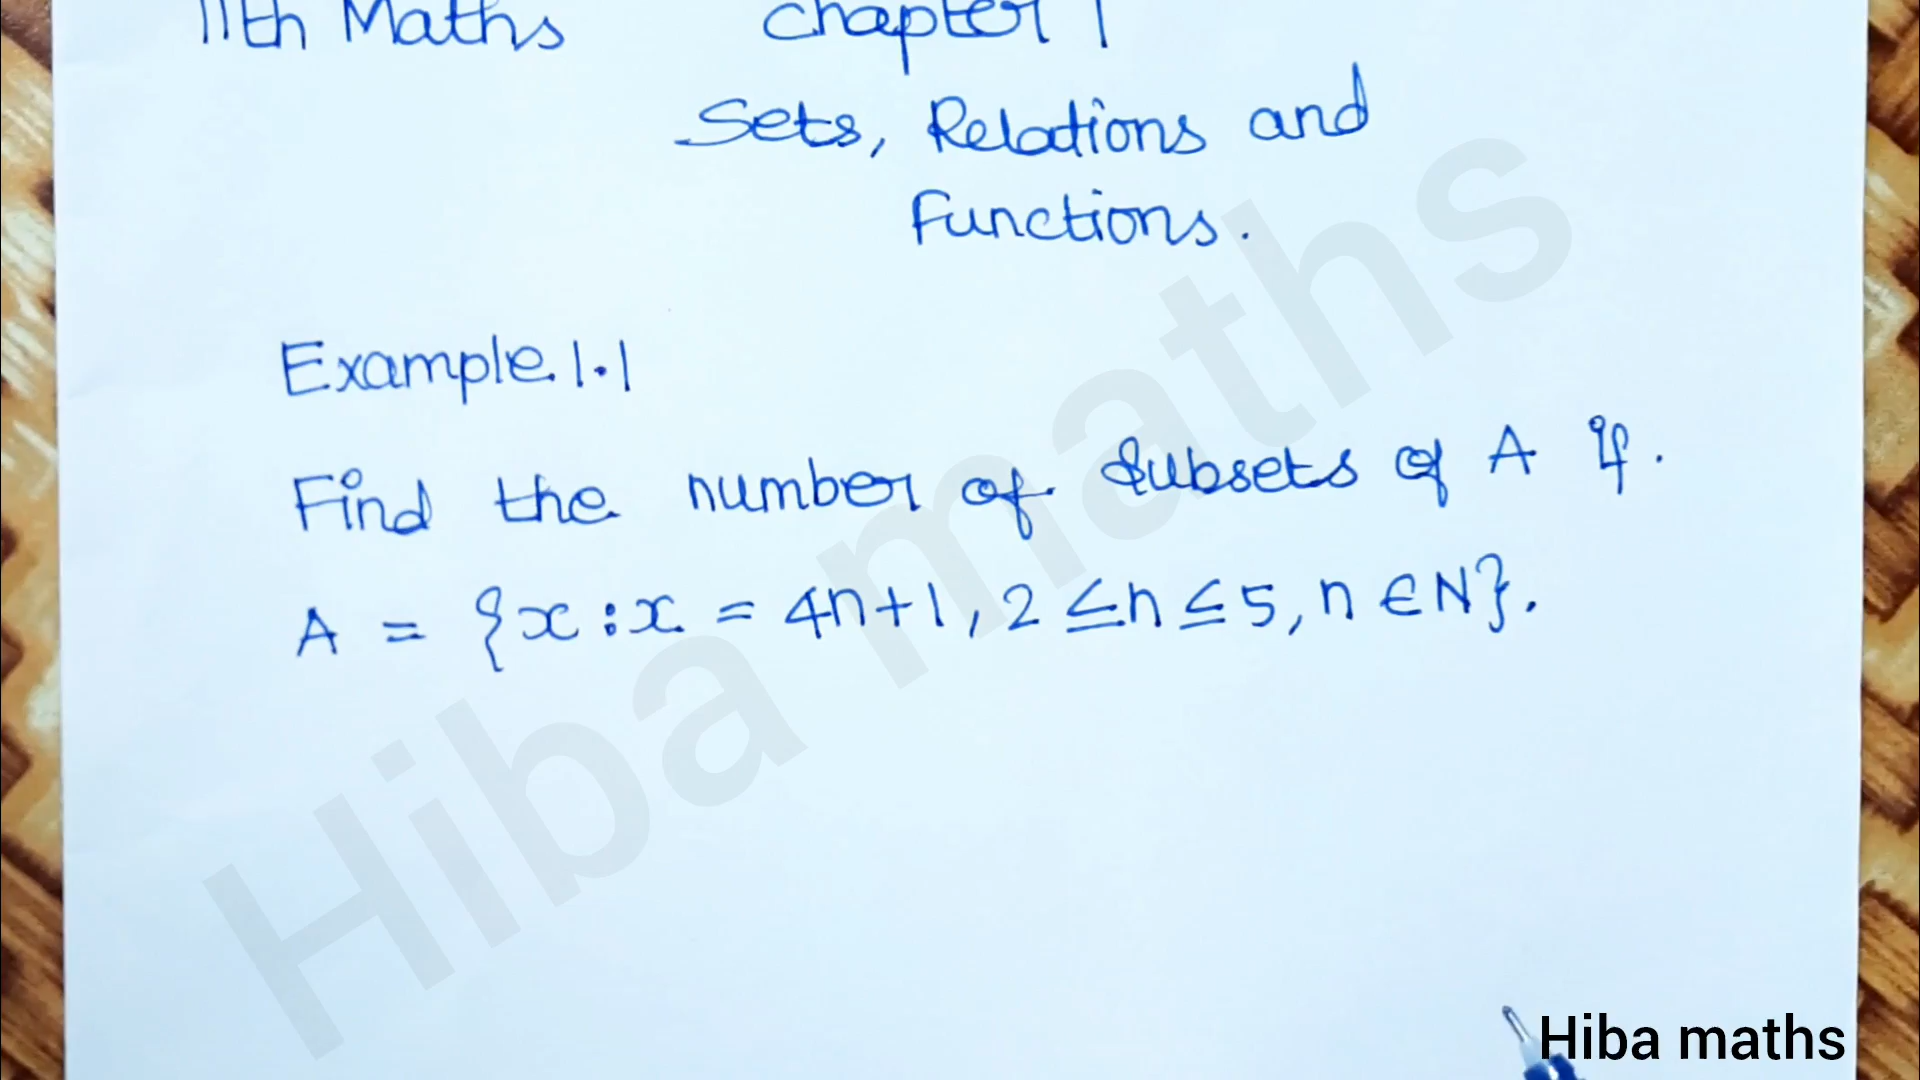 11th Maths Chapter 1
Sets, Relations and
Functions.
Example.1.1
Find the number of Subsets of A if.
A = {x:x = 4n+1, 2 ≤n ≤5, n ∈N}.
Hiba maths
Hiba maths